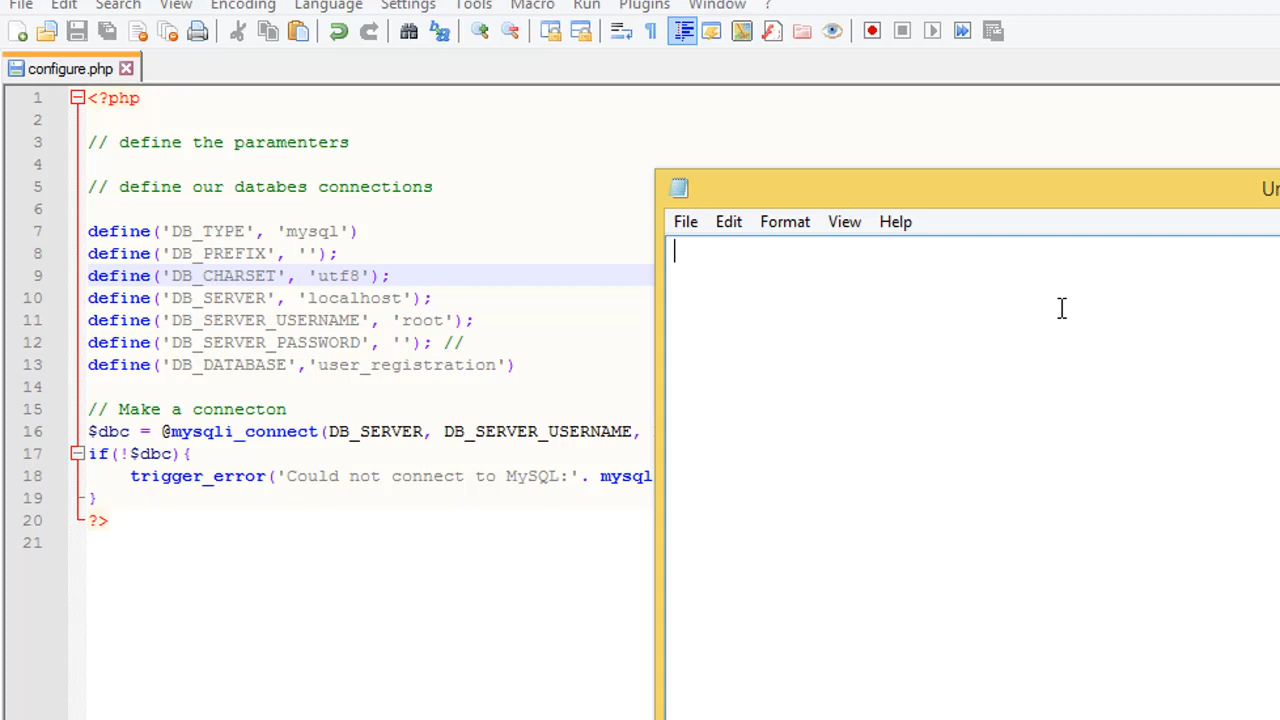 File Edit Search View Encoding Language Settings Tools Macro Run Plugins Window ?
configure.php
1 <?php
2
3 // define the paramenters
4
5 // define our databes connections
6
7 define('DB_TYPE', 'mysql')
8 define('DB_PREFIX', '');
9 define('DB_CHARSET', 'utf8');
10 define('DB_SERVER', 'localhost');
11 define('DB_SERVER_USERNAME', 'root');
12 define('DB_SERVER_PASSWORD', ''); //
13 define('DB_DATABASE','user_registration')
14
15 // Make a connecton
16 $dbc = @mysqli_connect(DB_SERVER, DB_SERVER_USERNAME,
17 if(!$dbc){
18 trigger_error('Could not connect to MySQL:'. mysql
19 }
20 ?>
21
Un
File Edit Format View Help